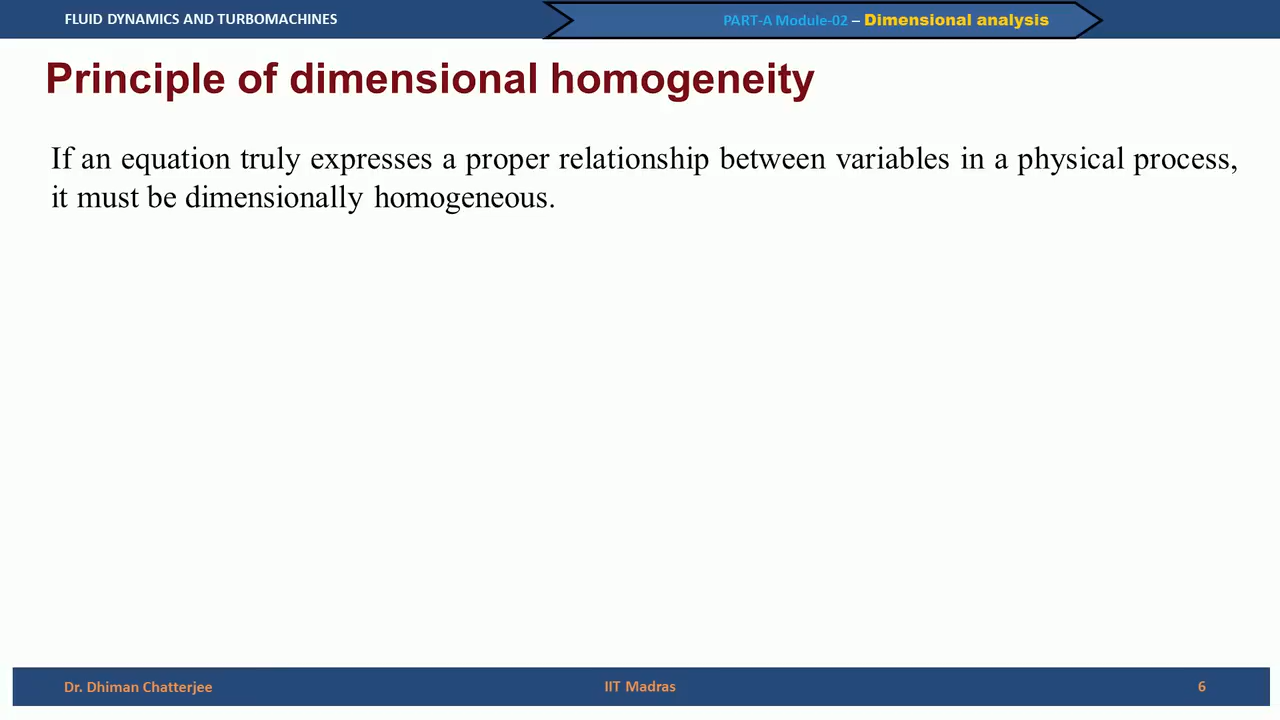 FLUID DYNAMICS AND TURBOMACHINES
PART-A Module-02 – Dimensional analysis
Principle of dimensional homogeneity
If an equation truly expresses a proper relationship between variables in a physical process,
it must be dimensionally homogeneous.
Dr. Dhiman Chatterjee
IIT Madras
6